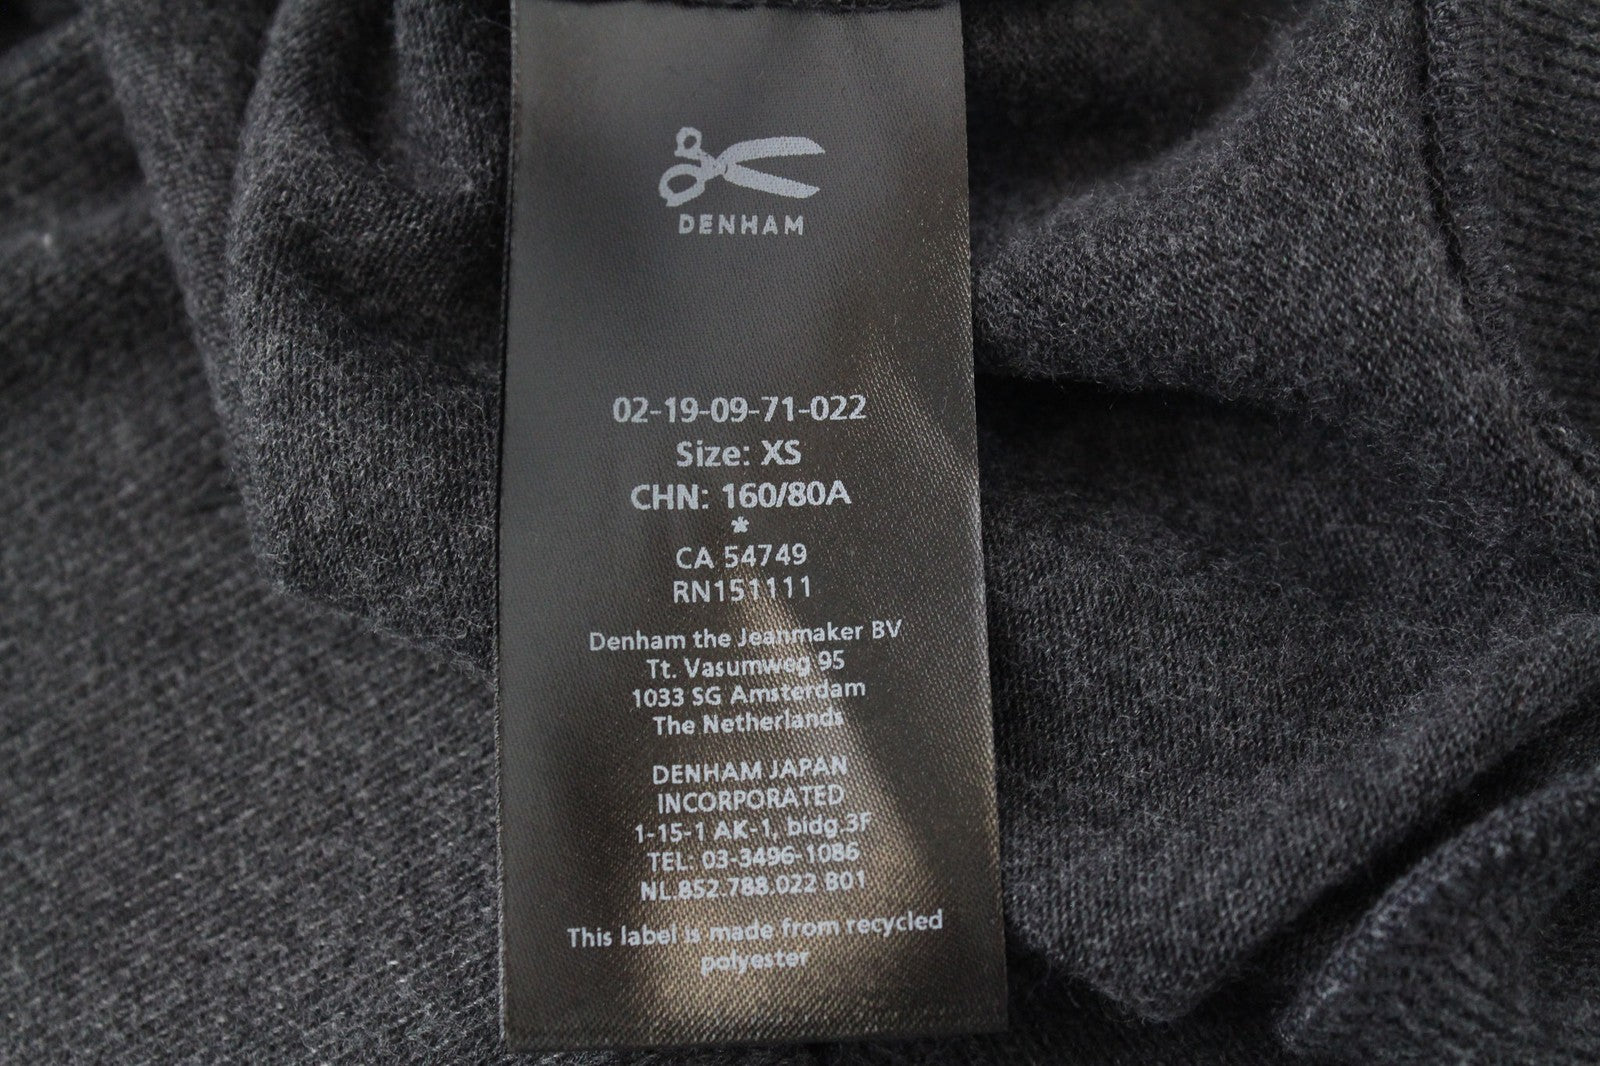 DENHAM
02-19-09-71-022
Size: XS
CHN: 160/80A
*
CA 54749
RN151111
Denham the Jeanmaker BV
Tt. Vasumweg 95
1033 SG Amsterdam
The Netherlands
DENHAM JAPAN
INCORPORATED
1-15-1 AK-1, bldg.3F
TEL: 03-3496-1086
NL.852.788.022 B01
This label is made from recycled
polyester